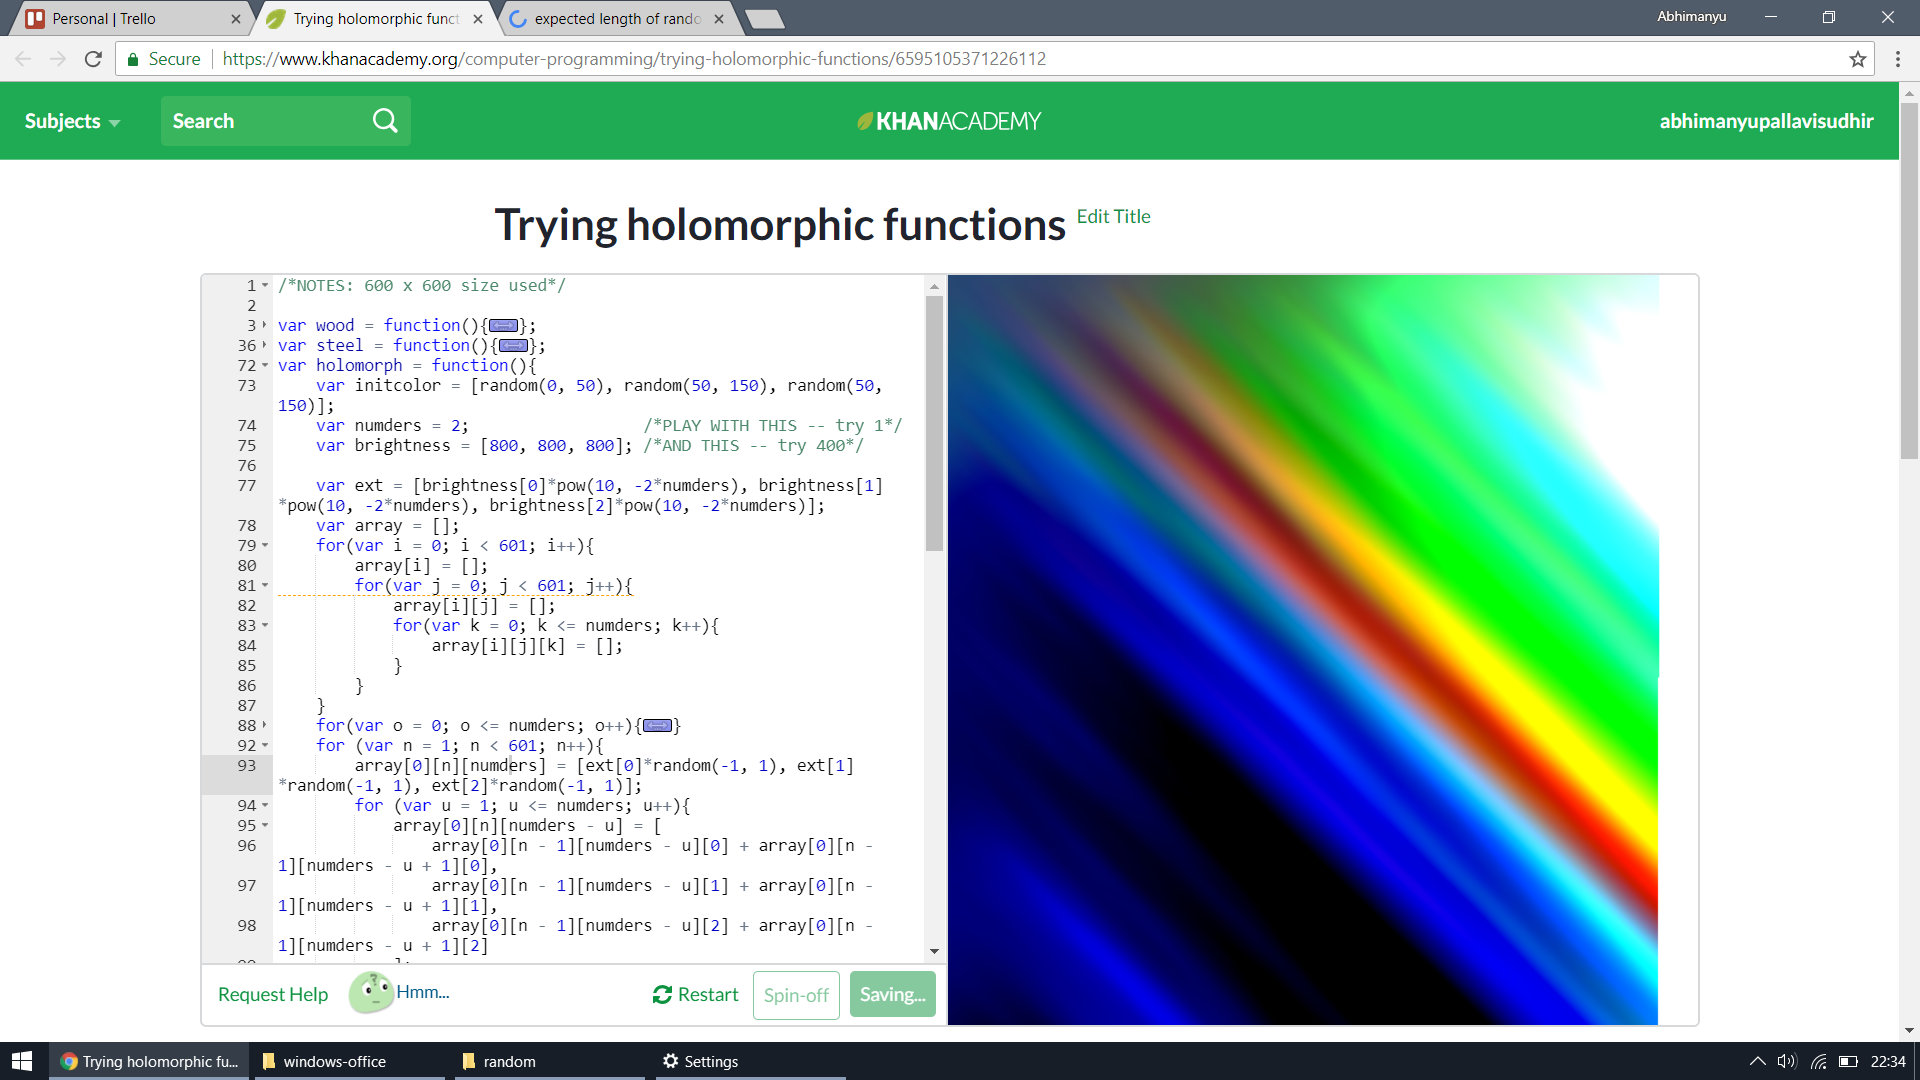 Personal | Trello
Trying holomorphic funct
expected length of rando
Abhimanyu
Secure
https://www.khanacademy.org/computer-programming/trying-holomorphic-functions/6595105371226112
Subjects
Search
KHANACADEMY
abhimanyupallavisudhir
Trying holomorphic functions
Edit Title
1 /*NOTES: 600 x 600 size used*/
2
3 var wood = function(){};
36 var steel = function(){};
72 var holomorph = function(){
73 var initcolor = [random(0, 50), random(50, 150), random(50,
150)];
74 var numders = 2; /*PLAY WITH THIS -- try 1*/
75 var brightness = [800, 800, 800]; /*AND THIS -- try 400*/
76
77 var ext = [brightness[0]*pow(10, -2*numders), brightness[1]
*pow(10, -2*numders), brightness[2]*pow(10, -2*numders)];
78 var array = [];
79 for(var i = 0; i < 601; i++){
80 array[i] = [];
81 for(var j = 0; j < 601; j++){
82 array[i][j] = [];
83 for(var k = 0; k <= numders; k++){
84 array[i][j][k] = [];
85 }
86 }
87 }
88 for(var o = 0; o <= numders; o++){}
92 for (var n = 1; n < 601; n++){
93 array[0][n][numders] = [ext[0]*random(-1, 1), ext[1]
*random(-1, 1), ext[2]*random(-1, 1)];
94 for (var u = 1; u <= numders; u++){
95 array[0][n][numders - u] = [
96 array[0][n - 1][numders - u][0] + array[0][n -
1][numders - u + 1][0],
97 array[0][n - 1][numders - u][1] + array[0][n -
1][numders - u + 1][1],
98 array[0][n - 1][numders - u][2] + array[0][n -
1][numders - u + 1][2]
Request Help
Hmm...
Restart
Spin-off
Saving...
Trying holomorphic fu...
windows-office
random
Settings
22:34